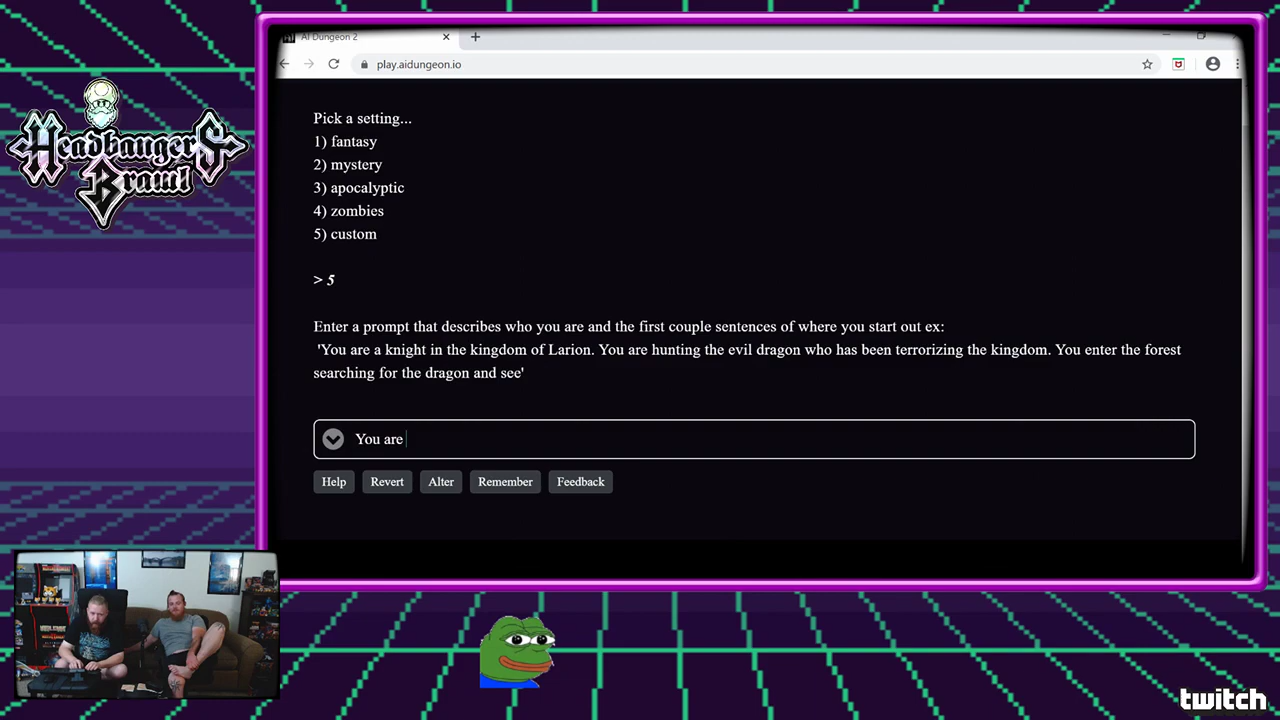 Headbangers
Brawl
AI Dungeon 2
play.aidungeon.io
Pick a setting...
1) fantasy
2) mystery
3) apocalyptic
4) zombies
5) custom
> 5
Enter a prompt that describes who you are and the first couple sentences of where you start out ex:
'You are a knight in the kingdom of Larion. You are hunting the evil dragon who has been terrorizing the kingdom. You enter the forest
searching for the dragon and see'
You are
Help Revert Alter Remember Feedback
twitch